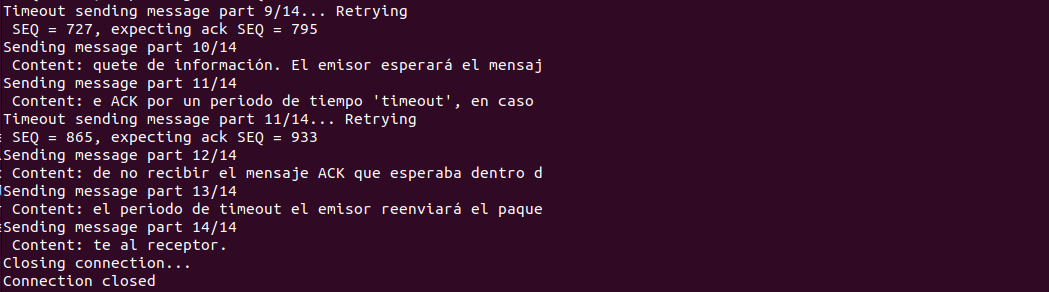 Timeout sending message part 9/14... Retrying
SEQ = 727, expecting ack SEQ = 795
Sending message part 10/14
Content: quete de información. El emisor esperará el mensaj
Sending message part 11/14
Content: e ACK por un periodo de tiempo 'timeout', en caso
Timeout sending message part 11/14... Retrying
SEQ = 865, expecting ack SEQ = 933
Sending message part 12/14
Content: de no recibir el mensaje ACK que esperaba dentro d
Sending message part 13/14
Content: el periodo de timeout el emisor reenviará el paque
Sending message part 14/14
Content: te al receptor.
Closing connection...
Connection closed